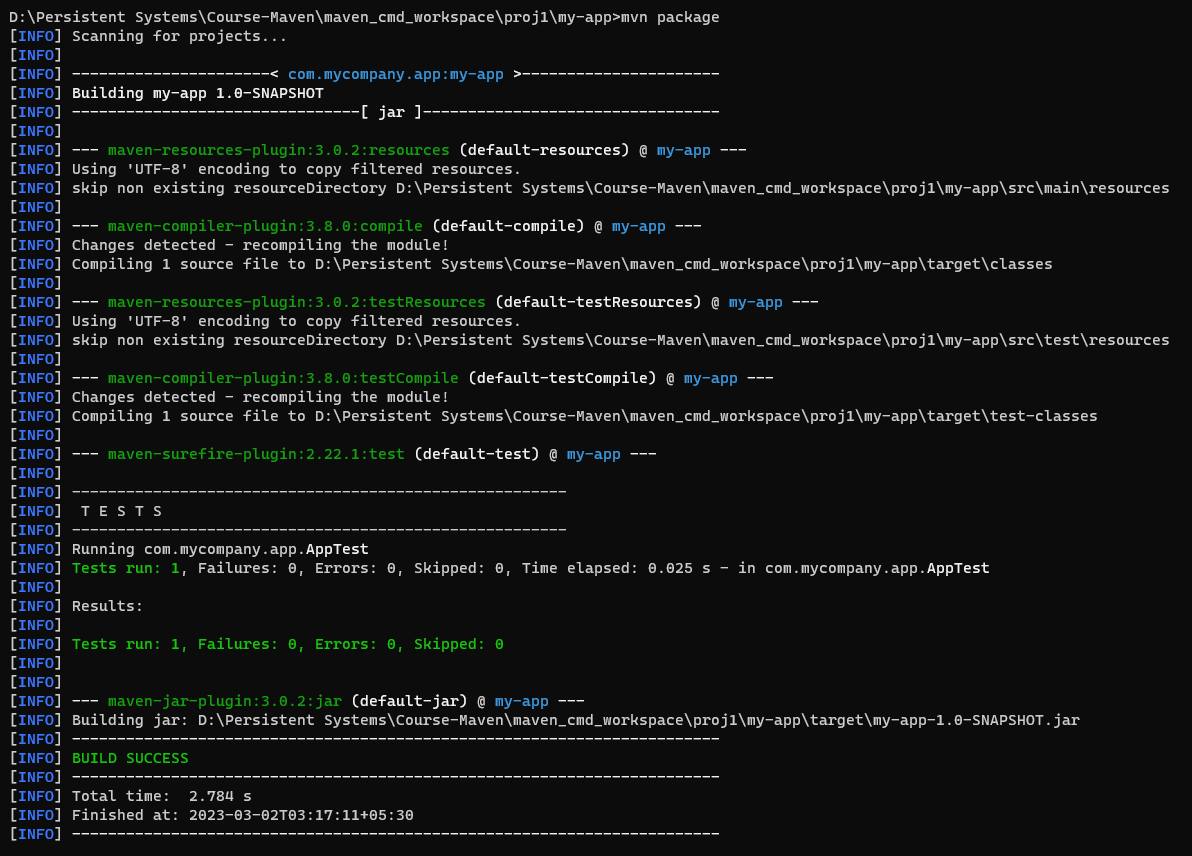 D:\Persistent Systems\Course-Maven\maven_cmd_workspace\proj1\my-app>mvn package
[INFO] Scanning for projects...
[INFO]
[INFO] ----------------------< com.mycompany.app:my-app >----------------------
[INFO] Building my-app 1.0-SNAPSHOT
[INFO] --------------------------------[ jar ]---------------------------------
[INFO]
[INFO] --- maven-resources-plugin:3.0.2:resources (default-resources) @ my-app ---
[INFO] Using 'UTF-8' encoding to copy filtered resources.
[INFO] skip non existing resourceDirectory D:\Persistent Systems\Course-Maven\maven_cmd_workspace\proj1\my-app\src\main\resources
[INFO]
[INFO] --- maven-compiler-plugin:3.8.0:compile (default-compile) @ my-app ---
[INFO] Changes detected - recompiling the module!
[INFO] Compiling 1 source file to D:\Persistent Systems\Course-Maven\maven_cmd_workspace\proj1\my-app\target\classes
[INFO]
[INFO] --- maven-resources-plugin:3.0.2:testResources (default-testResources) @ my-app ---
[INFO] Using 'UTF-8' encoding to copy filtered resources.
[INFO] skip non existing resourceDirectory D:\Persistent Systems\Course-Maven\maven_cmd_workspace\proj1\my-app\src\test\resources
[INFO]
[INFO] --- maven-compiler-plugin:3.8.0:testCompile (default-testCompile) @ my-app ---
[INFO] Changes detected - recompiling the module!
[INFO] Compiling 1 source file to D:\Persistent Systems\Course-Maven\maven_cmd_workspace\proj1\my-app\target\test-classes
[INFO]
[INFO] --- maven-surefire-plugin:2.22.1:test (default-test) @ my-app ---
[INFO]
[INFO] -------------------------------------------------------
[INFO]  T E S T S
[INFO] -------------------------------------------------------
[INFO] Running com.mycompany.app.AppTest
[INFO] Tests run: 1, Failures: 0, Errors: 0, Skipped: 0, Time elapsed: 0.025 s - in com.mycompany.app.AppTest
[INFO]
[INFO] Results:
[INFO]
[INFO] Tests run: 1, Failures: 0, Errors: 0, Skipped: 0
[INFO]
[INFO]
[INFO] --- maven-jar-plugin:3.0.2:jar (default-jar) @ my-app ---
[INFO] Building jar: D:\Persistent Systems\Course-Maven\maven_cmd_workspace\proj1\my-app\target\my-app-1.0-SNAPSHOT.jar
[INFO] ------------------------------------------------------------------------
[INFO] BUILD SUCCESS
[INFO] ------------------------------------------------------------------------
[INFO] Total time:  2.784 s
[INFO] Finished at: 2023-03-02T03:17:11+05:30
[INFO] ------------------------------------------------------------------------